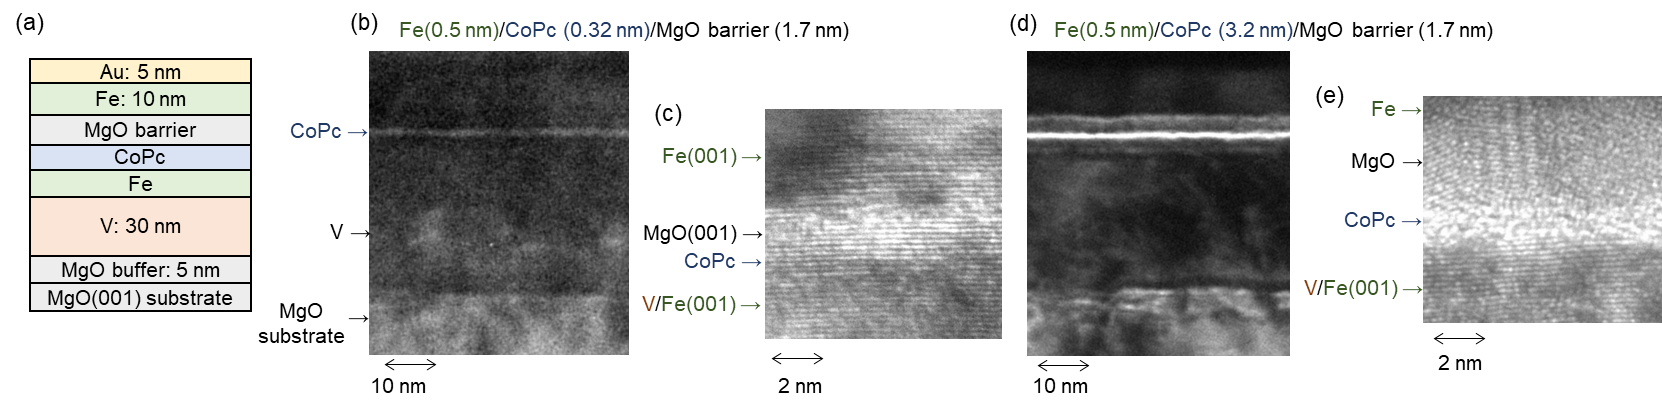 (a)
Au: 5 nm
Fe: 10 nm
MgO barrier
CoPc
Fe
V: 30 nm
MgO buffer: 5 nm
MgO(001) substrate
(b)
Fe(0.5 nm)/CoPc (0.32 nm)/MgO barrier (1.7 nm)
CoPc →
V →
MgO →
substrate
10 nm
(c)
Fe(001) →
MgO(001) →
CoPc →
V/Fe(001) →
2 nm
(d)
Fe(0.5 nm)/CoPc (3.2 nm)/MgO barrier (1.7 nm)
10 nm
(e)
Fe →
MgO →
CoPc →
V/Fe(001) →
2 nm